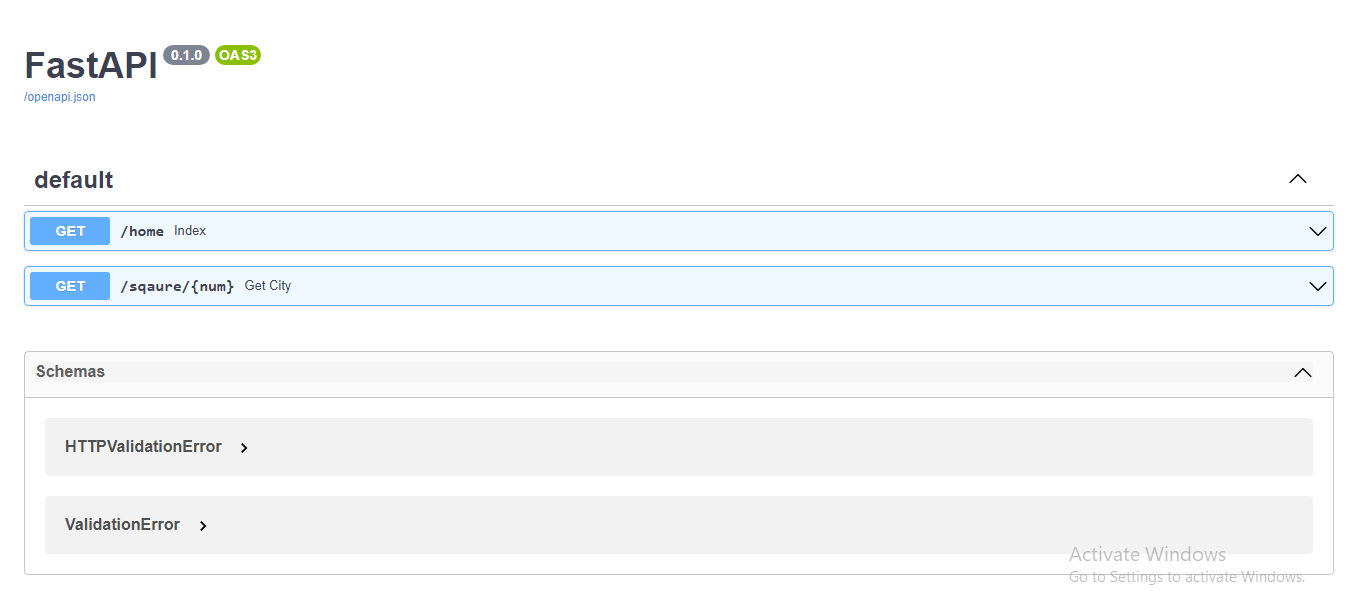 FastAPI 0.1.0 OAS3
/openapi.json
default
GET /home Index
GET /sqaure/{num} Get City
Schemas
HTTPValidationError
ValidationError
Activate Windows
Go to Settings to activate Windows.